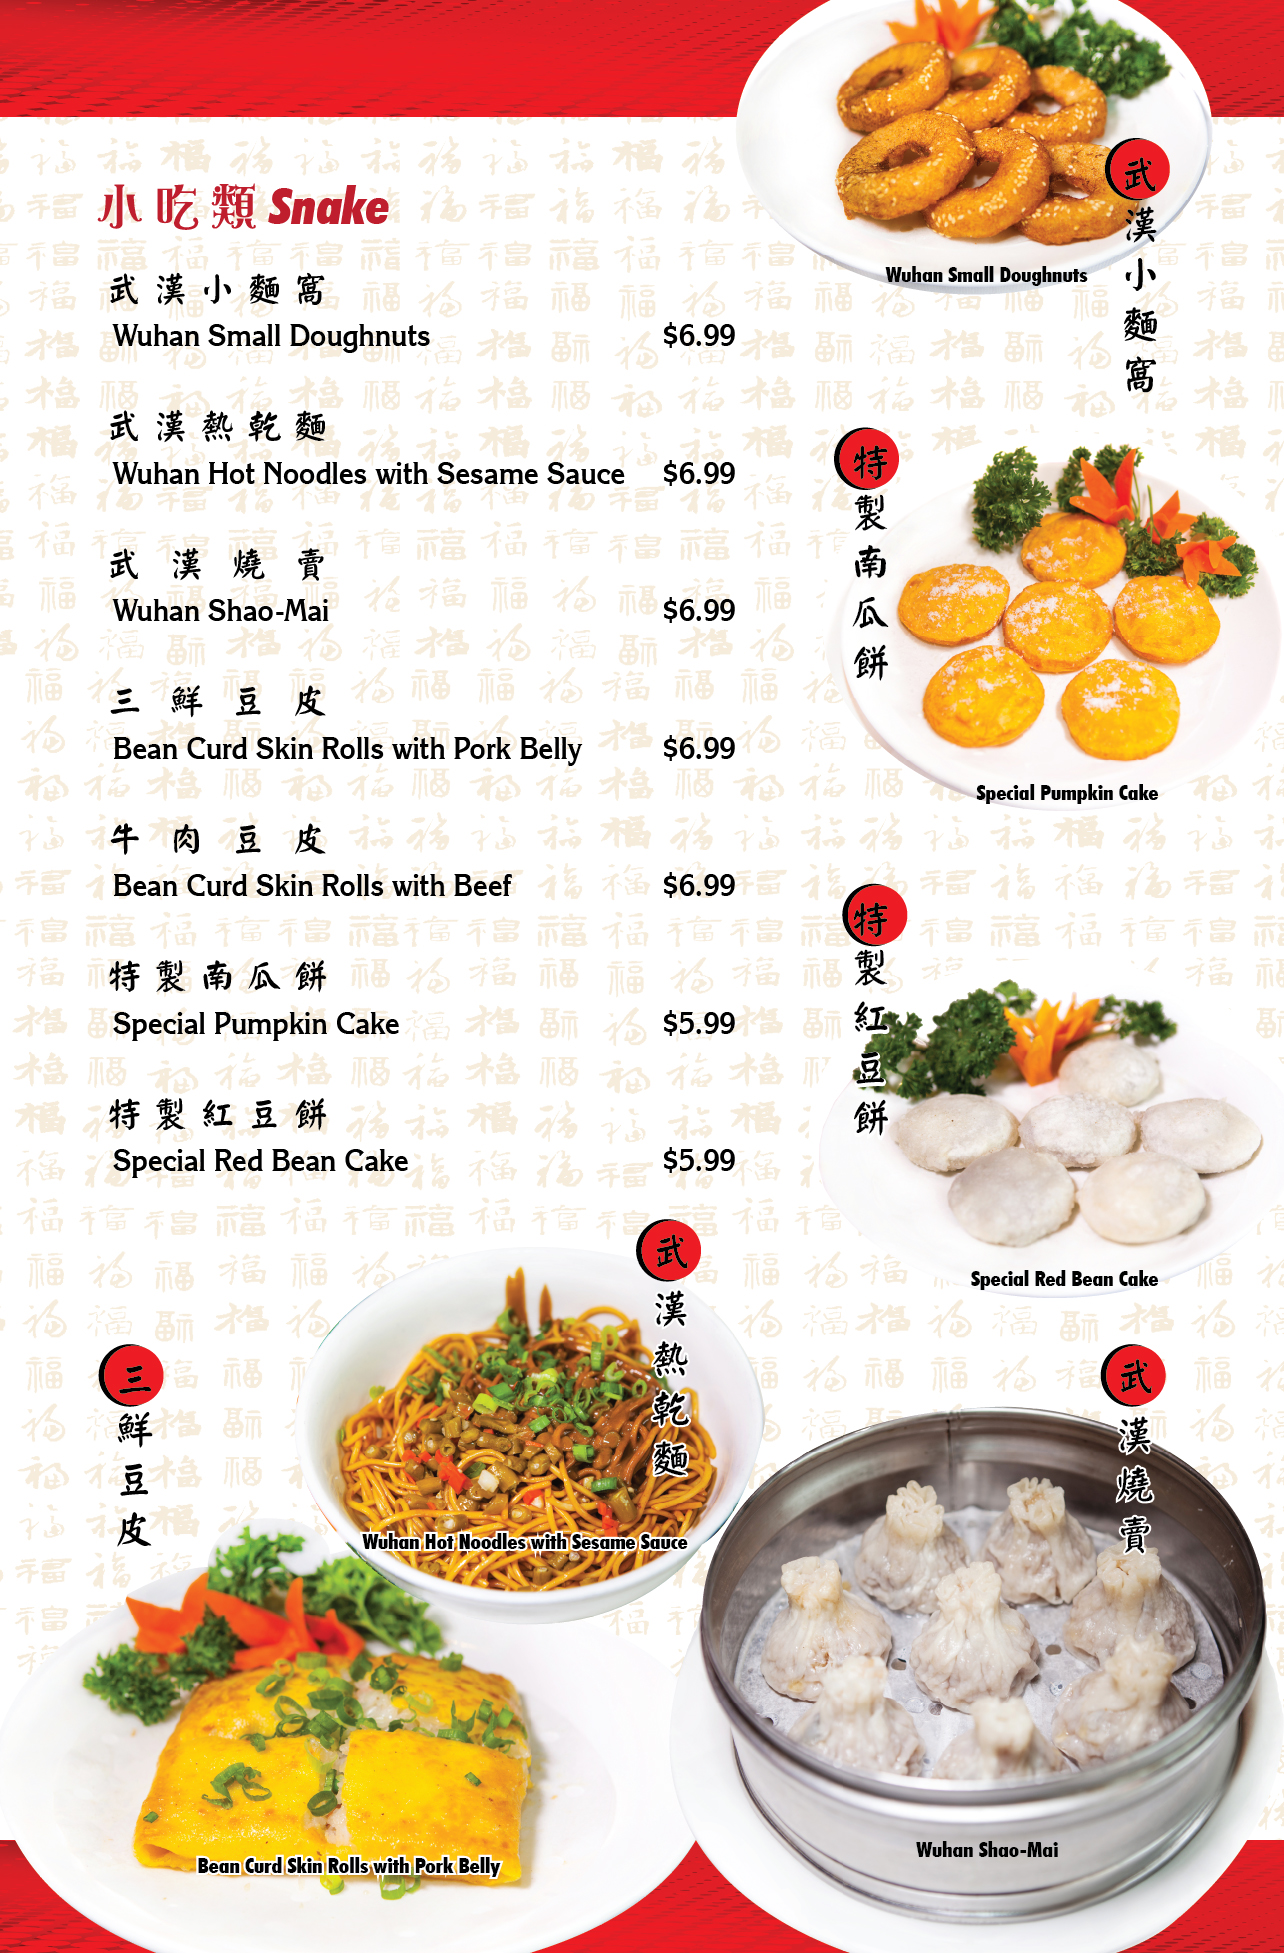 小吃類 Snake
武漢小麵窩
Wuhan Small Doughnuts $6.99
武漢熱乾麵
Wuhan Hot Noodles with Sesame Sauce $6.99
武漢燒賣
Wuhan Shao-Mai $6.99
三鮮豆皮
Bean Curd Skin Rolls with Pork Belly $6.99
牛肉豆皮
Bean Curd Skin Rolls with Beef $6.99
特製南瓜餅
Special Pumpkin Cake $5.99
特製紅豆餅
Special Red Bean Cake $5.99
武漢小麵窩
Wuhan Small Doughnuts
特製南瓜餅
Special Pumpkin Cake
特製紅豆餅
Special Red Bean Cake
武漢熱乾麵
Wuhan Hot Noodles with Sesame Sauce
三鮮豆皮
Bean Curd Skin Rolls with Pork Belly
武漢燒賣
Wuhan Shao-Mai